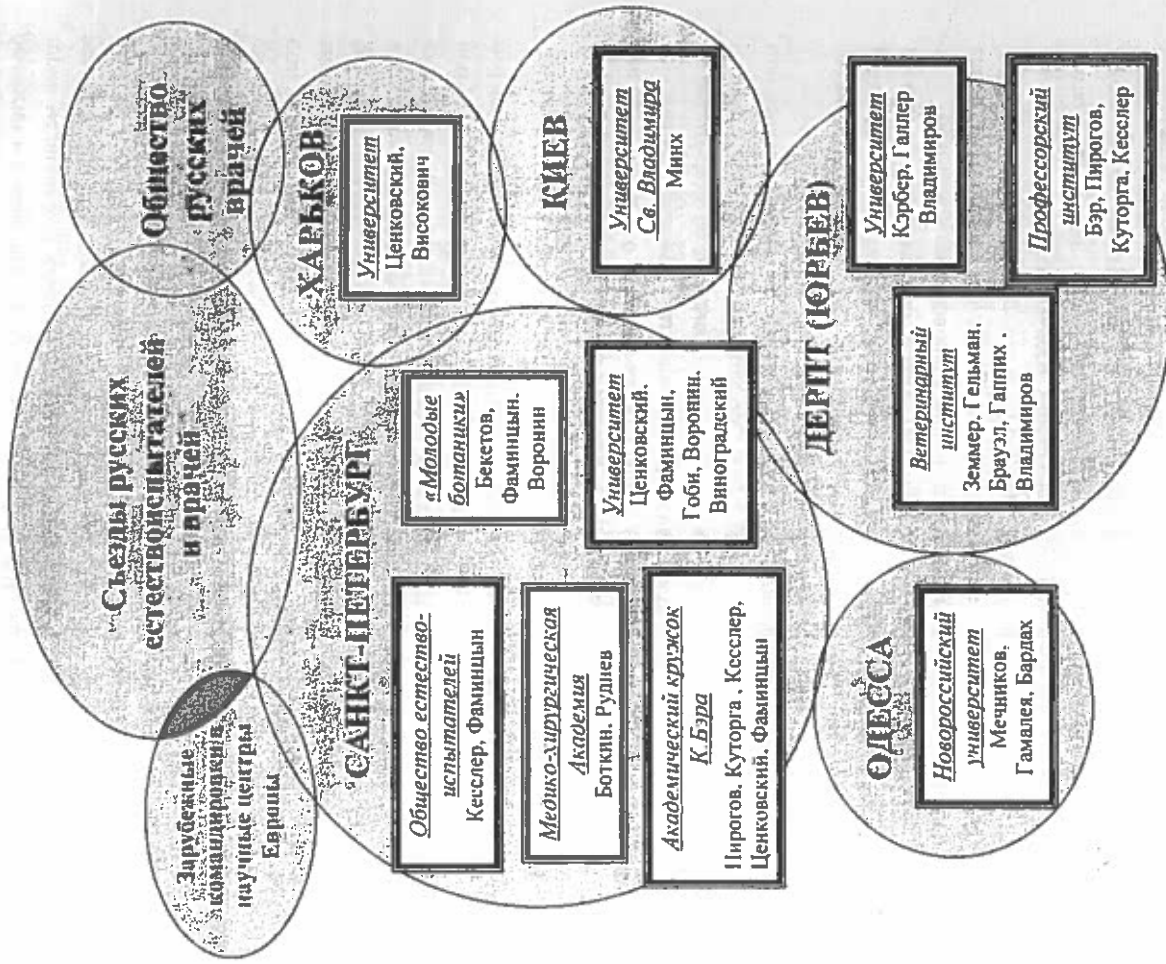 Зарубежные
командировки в
научные центры
Европы
Съезды русских
естествоиспытателей
и врачей
Общество
русских
врачей
САНКТ-ПЕТЕРБУРГ
Общество естество-
испытателей
Кесслер, Фаминцын
Медико-хирургическая
Академия
Боткин. Руднев
Академический кружок
К Бэра
Пирогов. Куторга . Кесслер,
Ценковский. Фаминцын
«Молодые
ботаники»
Бекетов,
Фаминцын.
Воронин
Университет
Ценковский.
Фаминцын,
Гоби, Воронин.
Виноградский
ХАРЬКОВ
Университет
Ценковский,
Високович
КИЕВ
Университет
Св. Владимира
Минх
ОДЕССА
Новороссийский
университет
Мечников,
Гамалея, Бардах
ДЕРПТ (ЮРЬЕВ)
Ветеринарный
институт
Земмер. Гельман.
Брауэл, Гаппих .
Владимиров
Университет
Кэрбер, Галлер
Владимиров
Профессорский
институт
Бэр, Пирогов,
Куторга. Кесслер